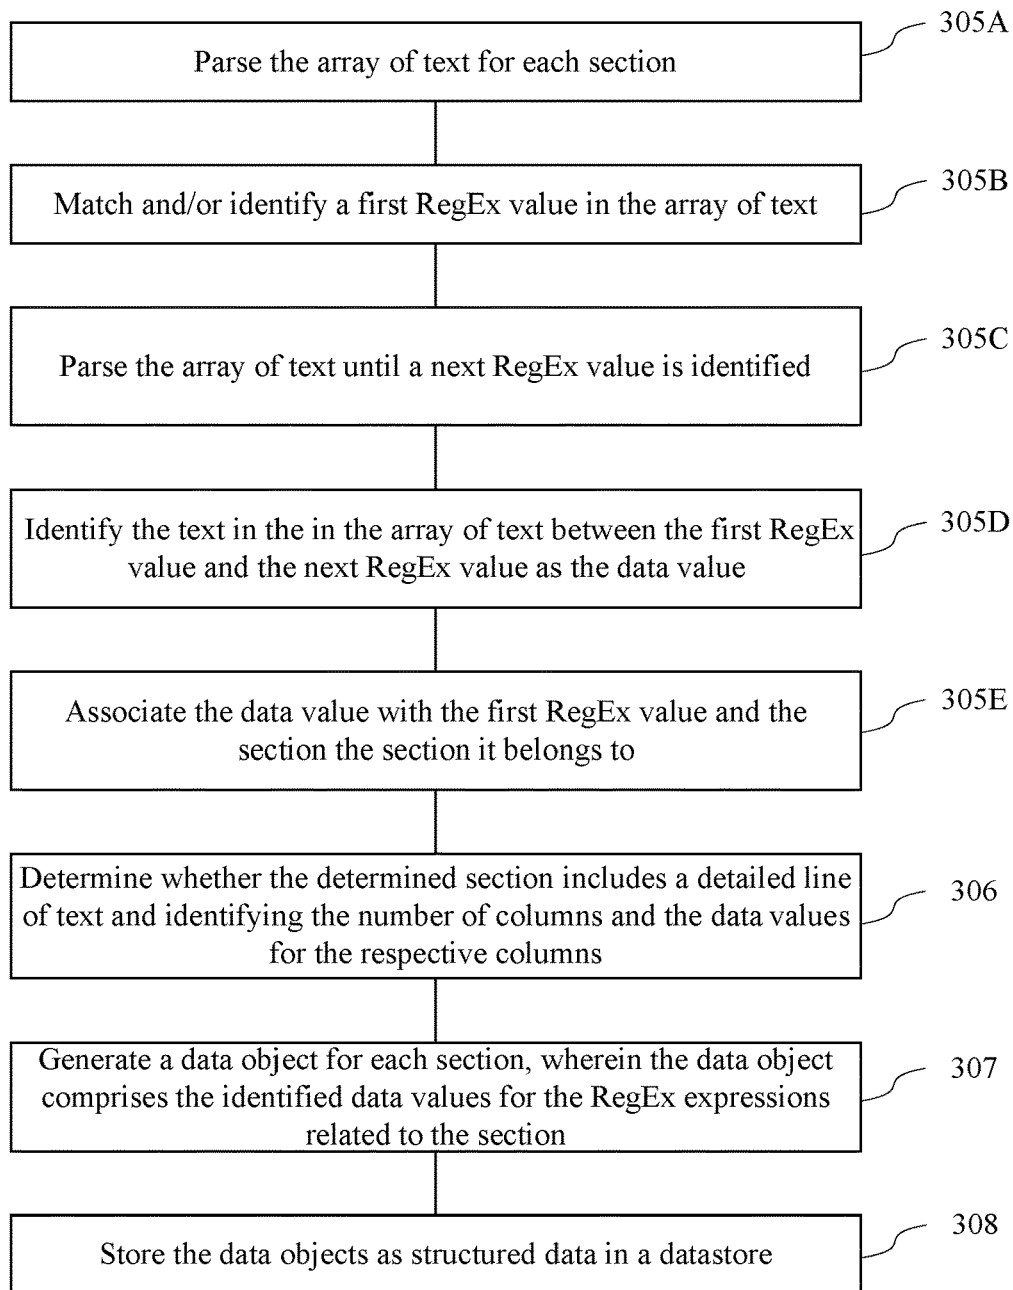 305A
Parse the array of text for each section
305B
Match and/or identify a first RegEx value in the array of text
305C
Parse the array of text until a next RegEx value is identified
305D
Identify the text in the in the array of text between the first RegEx
value and the next RegEx value as the data value
305E
Associate the data value with the first RegEx value and the
section the section it belongs to
306
Determine whether the determined section includes a detailed line
of text and identifying the number of columns and the data values
for the respective columns
307
Generate a data object for each section, wherein the data object
comprises the identified data values for the RegEx expressions
related to the section
308
Store the data objects as structured data in a datastore